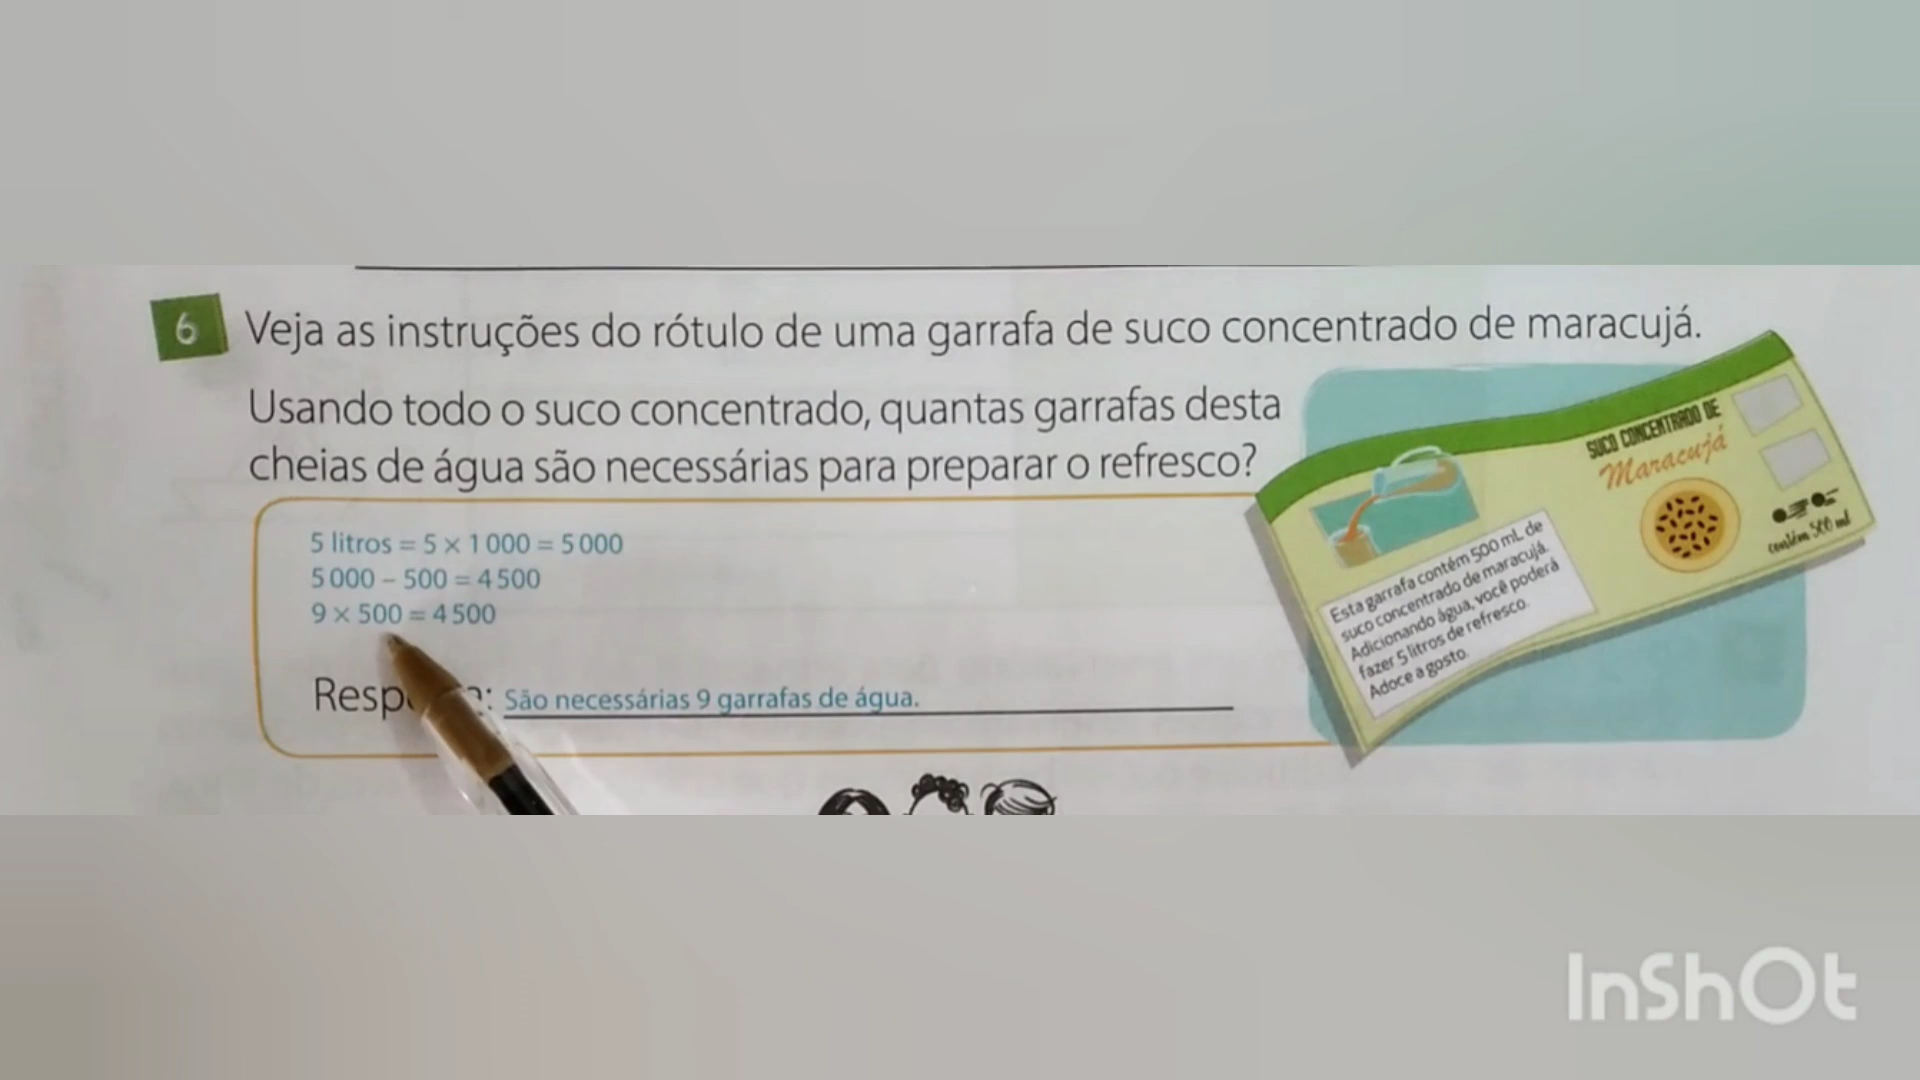 6
Veja as instruções do rótulo de uma garrafa de suco concentrado de maracujá.
Usando todo o suco concentrado, quantas garrafas desta
cheias de água são necessárias para preparar o refresco?
5 litros = 5 × 1 000 = 5 000
5 000 – 500 = 4 500
9 × 500 = 4 500
São necessárias 9 garrafas de água.
SUCO CONCENTRADO DE
Maracujá
contém 500 ml
Esta garrafa contém 500 mL de
suco concentrado de maracujá.
Adicionando água, você poderá
fazer 5 litros de refresco.
Adoce a gosto.
InShOt